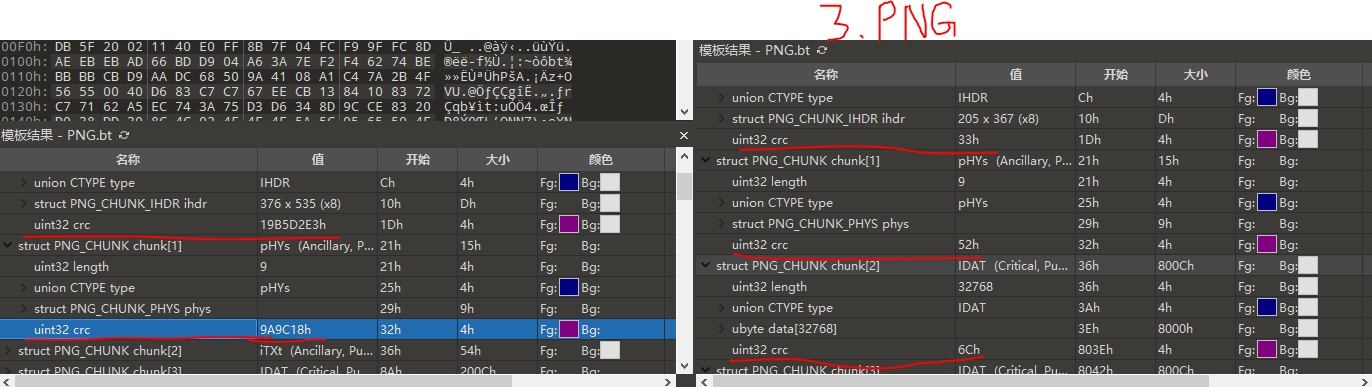 3.PNG
00F0h: DB 5F 20 02 11 40 E0 FF 8B 7F 04 FC F9 9F FC 8D Û_ ..@àÿ‹..üùŸü.
0100h: AE EB EB AD 66 BD D9 04 A6 3A 7E F2 F4 62 74 BE ®ëë-f½Ù.¦:~òôbt¾
0110h: BB BB CB D9 AA DC 68 50 9A 41 08 A1 C4 7A 2B 4F »»ËÙªÜhPšA.¡Äz+O
0120h: 56 55 00 40 D6 83 C7 C7 67 EE CB 13 84 10 83 72 VU.@ÖƒÇÇgîË.„.ƒr
0130h: C7 71 62 A5 EC 74 3A 75 D3 D6 34 8D 9C CE 83 20 Çqb¥ìt:uÓÖ4.œÎƒ
模板结果 - PNG.bt
名称 值 开始 大小 颜色
union CTYPE type IHDR Ch 4h Fg: Bg:
struct PNG_CHUNK_IHDR ihdr 376 x 535 (x8) 10h Dh Fg: Bg:
uint32 crc 19B5D2E3h 1Dh 4h Fg: Bg:
struct PNG_CHUNK chunk[1] pHYs (Ancillary, P... 21h 15h Fg: Bg:
uint32 length 9 21h 4h Fg: Bg:
union CTYPE type pHYs 25h 4h Fg: Bg:
struct PNG_CHUNK_PHYS phys 29h 9h Fg: Bg:
uint32 crc 9A9C18h 32h 4h Fg: Bg:
struct PNG_CHUNK chunk[2] iTXt (Ancillary, Pu... 36h 54h Fg: Bg:
struct PNG_CHUNK chunk[3] IDAT (Critical, Pu... 8Ah 200Ch Fg: Bg:
模板结果 - PNG.bt
名称 值 开始 大小 颜色
union CTYPE type IHDR Ch 4h Fg: Bg:
struct PNG_CHUNK_IHDR ihdr 205 x 367 (x8) 10h Dh Fg: Bg:
uint32 crc 33h 1Dh 4h Fg: Bg:
struct PNG_CHUNK chunk[1] pHYs (Ancillary, P... 21h 15h Fg: Bg:
uint32 length 9 21h 4h Fg: Bg:
union CTYPE type pHYs 25h 4h Fg: Bg:
struct PNG_CHUNK_PHYS phys 29h 9h Fg: Bg:
uint32 crc 52h 32h 4h Fg: Bg:
struct PNG_CHUNK chunk[2] IDAT (Critical, Pu... 36h 800Ch Fg: Bg:
uint32 length 32768 36h 4h Fg: Bg:
union CTYPE type IDAT 3Ah 4h Fg: Bg:
ubyte data[32768] 3Eh 8000h Fg: Bg:
uint32 crc 6Ch 803Eh 4h Fg: Bg:
struct PNG_CHUNK chunk[3] IDAT (Critical, Pu... 8042h 800Ch Fg: Bg: